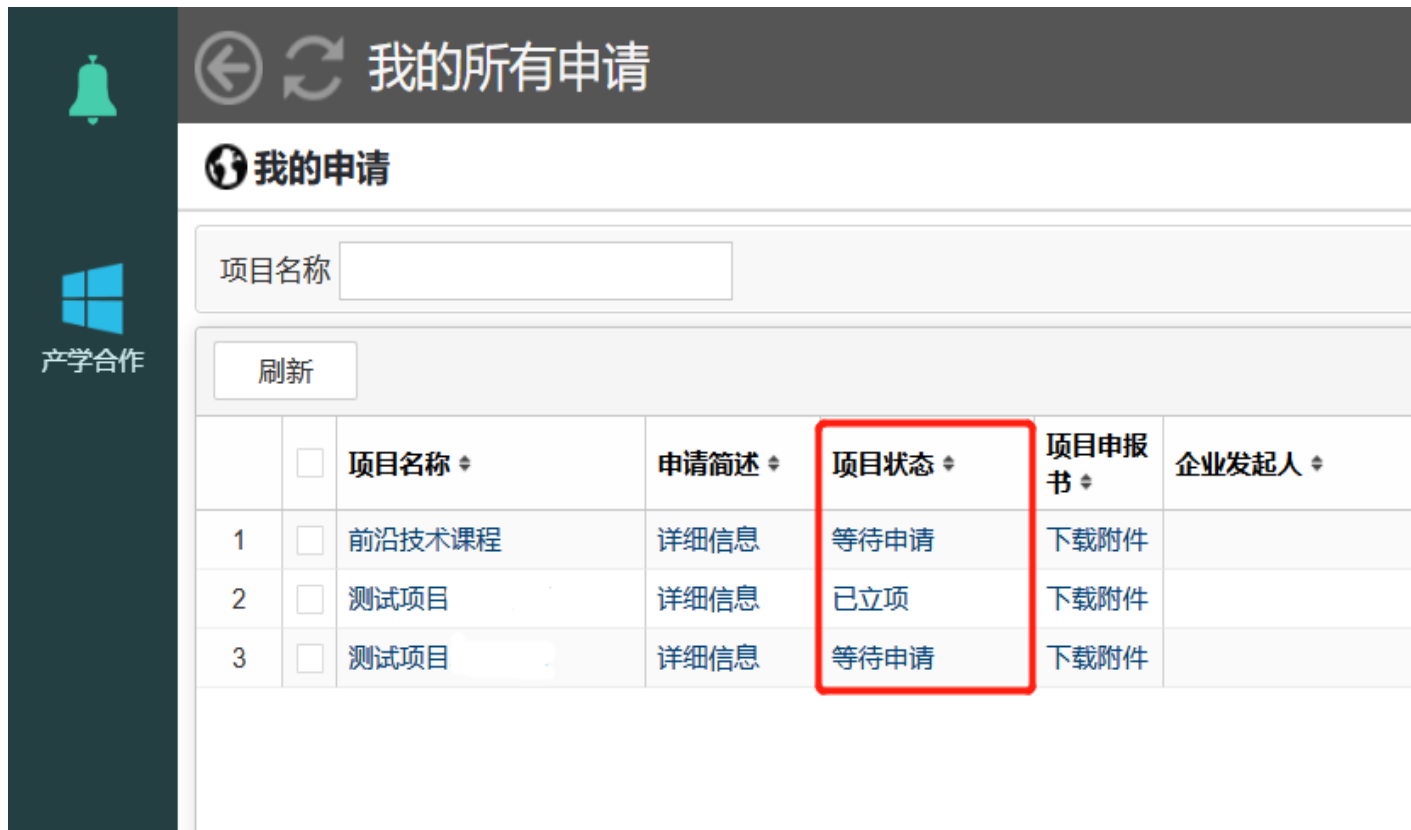 我的所有申请
我的申请
项目名称
产学合作
刷新
项目名称 申请简述 项目状态 项目申报书 企业发起人
1 前沿技术课程 详细信息 等待申请 下载附件
2 测试项目 详细信息 已立项 下载附件
3 测试项目 详细信息 等待申请 下载附件